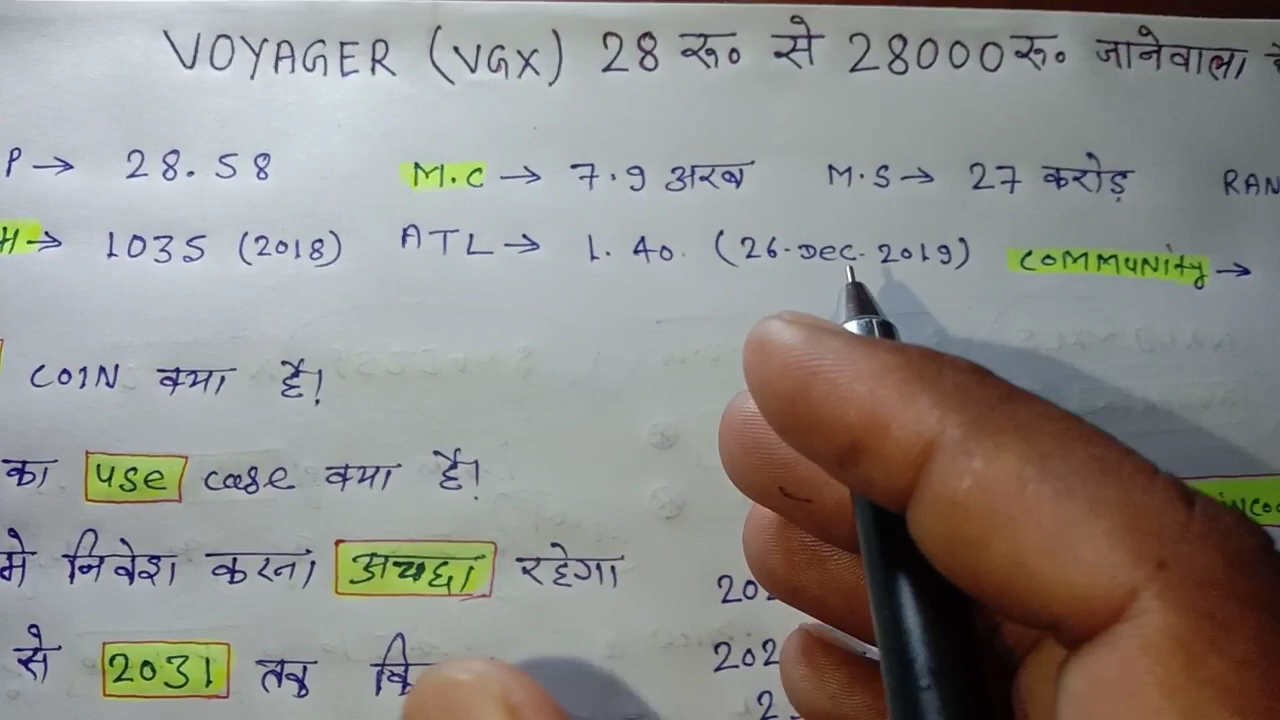 VOYAGER (VGX) 28 रू० से 28000रू० जानेवाला
P→ 28.58 M.C → 7.9 अरब M.S→ 27 करोड़ RAN
H→ 1035 (2018) ATL→ 1.40. (26.Dec.2019) COMMUNity →
COIN क्या है।
का use case क्या है।
मे निवेश करना अच्छा रहेगा
से 2031 तक